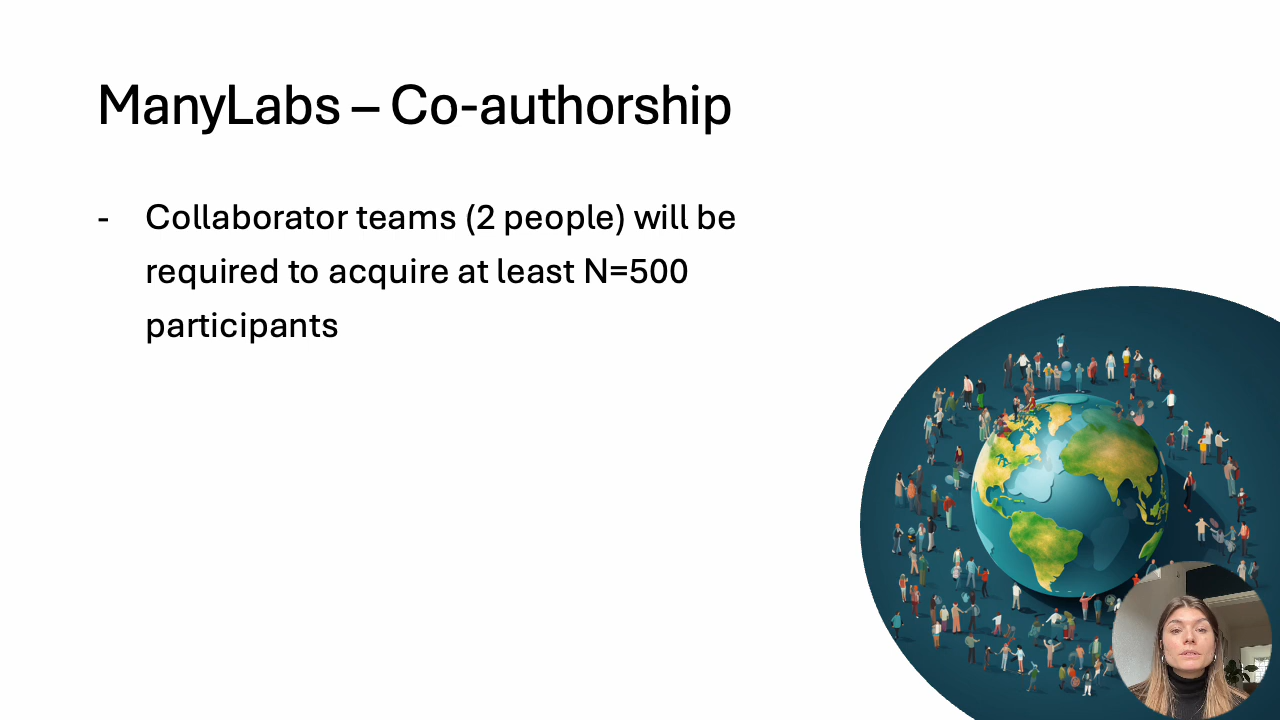 ManyLabs – Co-authorship
- Collaborator teams (2 people) will be
required to acquire at least N=500
participants